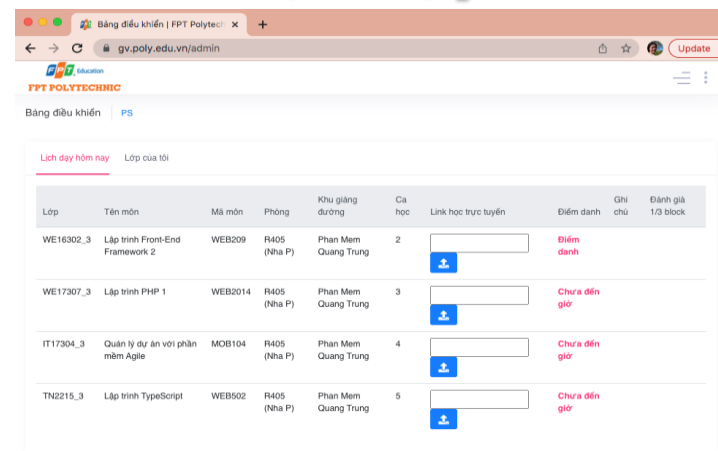 Bảng điều khiển | FPT Polytech
gv.poly.edu.vn/admin
Update
FPT Education
FPT POLYTECHNIC
Bảng điều khiển PS
Lịch dạy hôm nay Lớp của tôi
Lớp Tên môn Mã môn Phòng Khu giảng đường Ca học Link học trực tuyến Điểm danh Ghi chú Đánh giá 1/3 block
WE16302_3 Lập trình Front-End Framework 2 WEB209 R405 (Nha P) Phan Mem Quang Trung 2 Điểm danh
WE17307_3 Lập trình PHP 1 WEB2014 R405 (Nha P) Phan Mem Quang Trung 3 Chưa đến giờ
IT17304_3 Quản lý dự án với phần mềm Agile MOB104 R405 (Nha P) Phan Mem Quang Trung 4 Chưa đến giờ
TN2215_3 Lập trình TypeScript WEB502 R405 (Nha P) Phan Mem Quang Trung 5 Chưa đến giờ